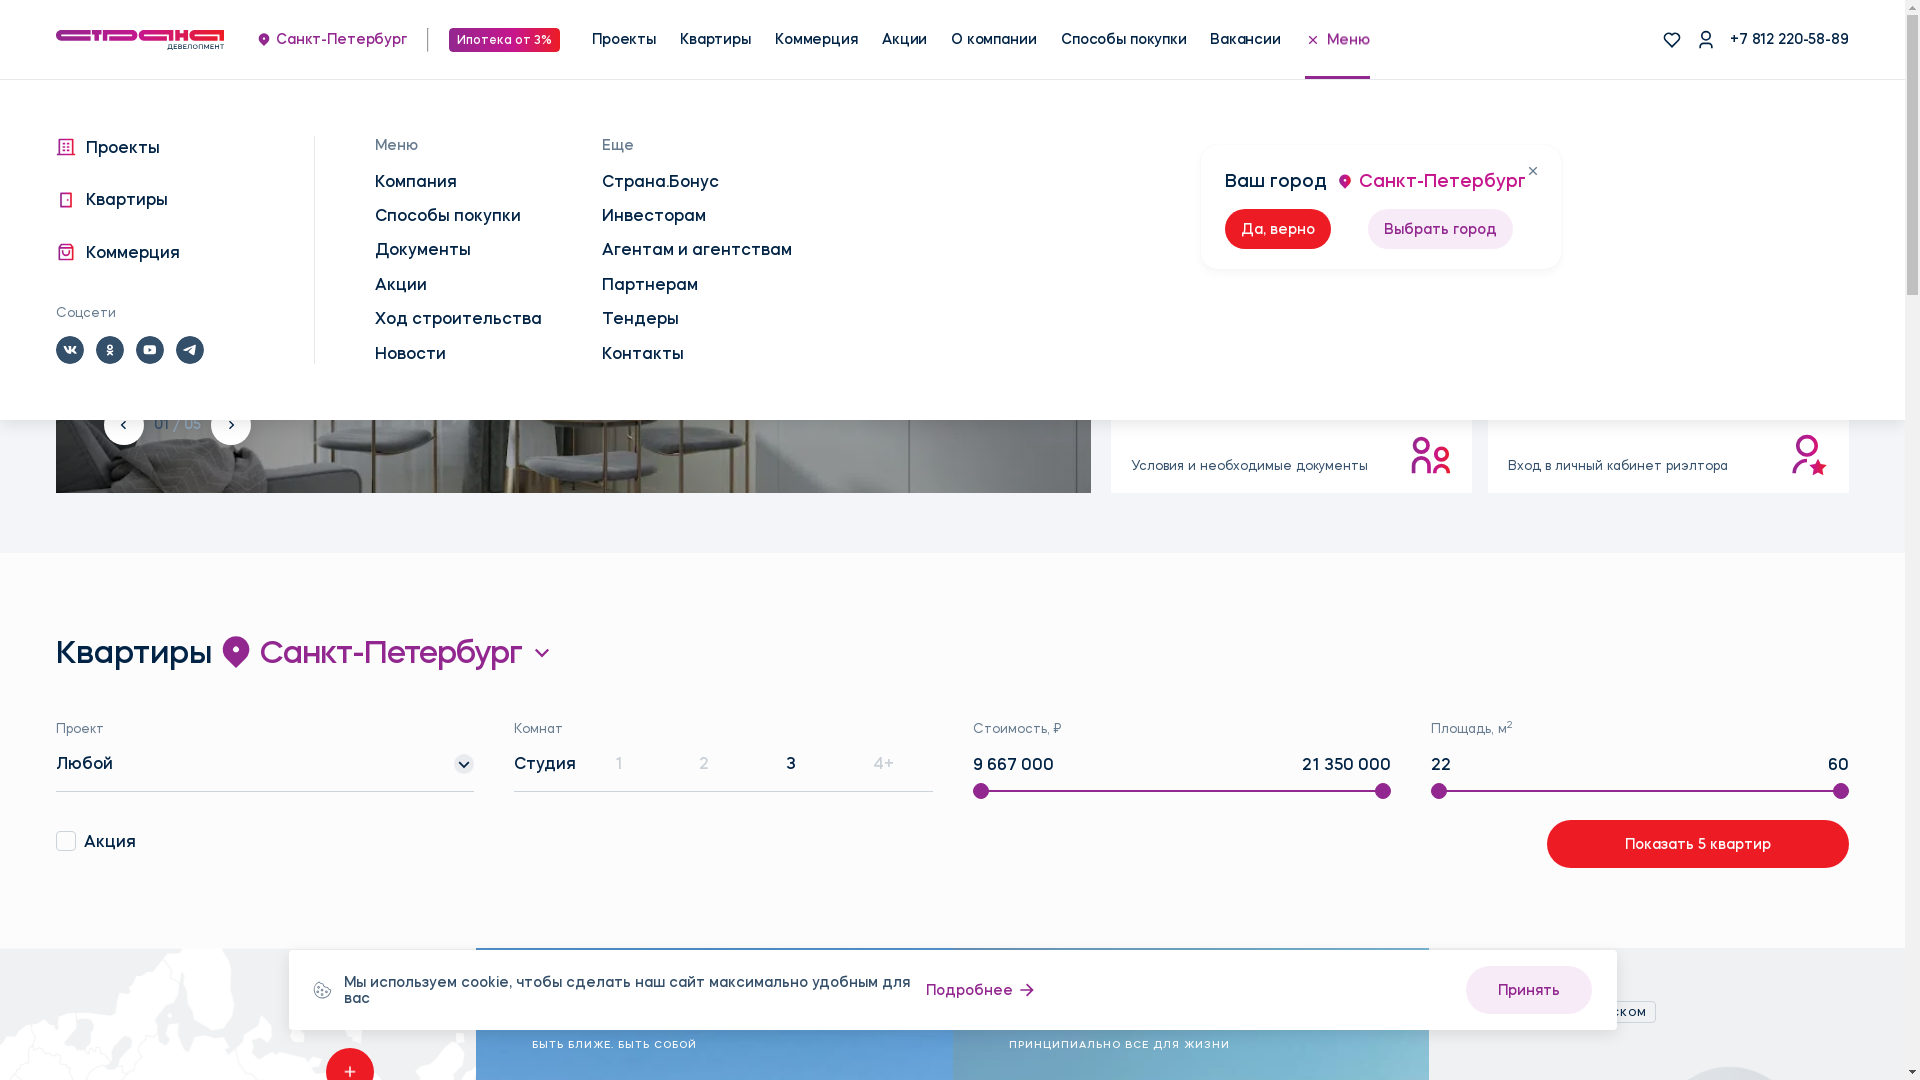 СТРАНА
ДЕВЕЛОПМЕНТ
Санкт-Петербург
Ипотека от 3%
Проекты
Квартиры
Коммерция
Акции
О компании
Способы покупки
Вакансии
Меню
+7 812 220-58-89
Проекты
Квартиры
Коммерция
Соцсети
Меню
Компания
Способы покупки
Документы
Акции
Ход строительства
Новости
Еще
Страна.Бонус
Инвесторам
Агентам и агентствам
Партнерам
Тендеры
Контакты
Ваш город Санкт-Петербург
Да, верно
Выбрать город
01 / 05
Условия и необходимые документы
Вход в личный кабинет риэлтора
Квартиры Санкт-Петербург
Проект
Любой
Комнат
Студия 1 2 3 4+
Стоимость, ₽
9 667 000 21 350 000
Площадь, м2
22 60
Акция
Показать 5 квартир
Мы используем cookie, чтобы сделать наш сайт максимально удобным для
вас
Подробнее
Принять
БЫТЬ БЛИЖЕ. БЫТЬ СОБОЙ
ПРИНЦИПИАЛЬНО ВСЕ ДЛЯ ЖИЗНИ